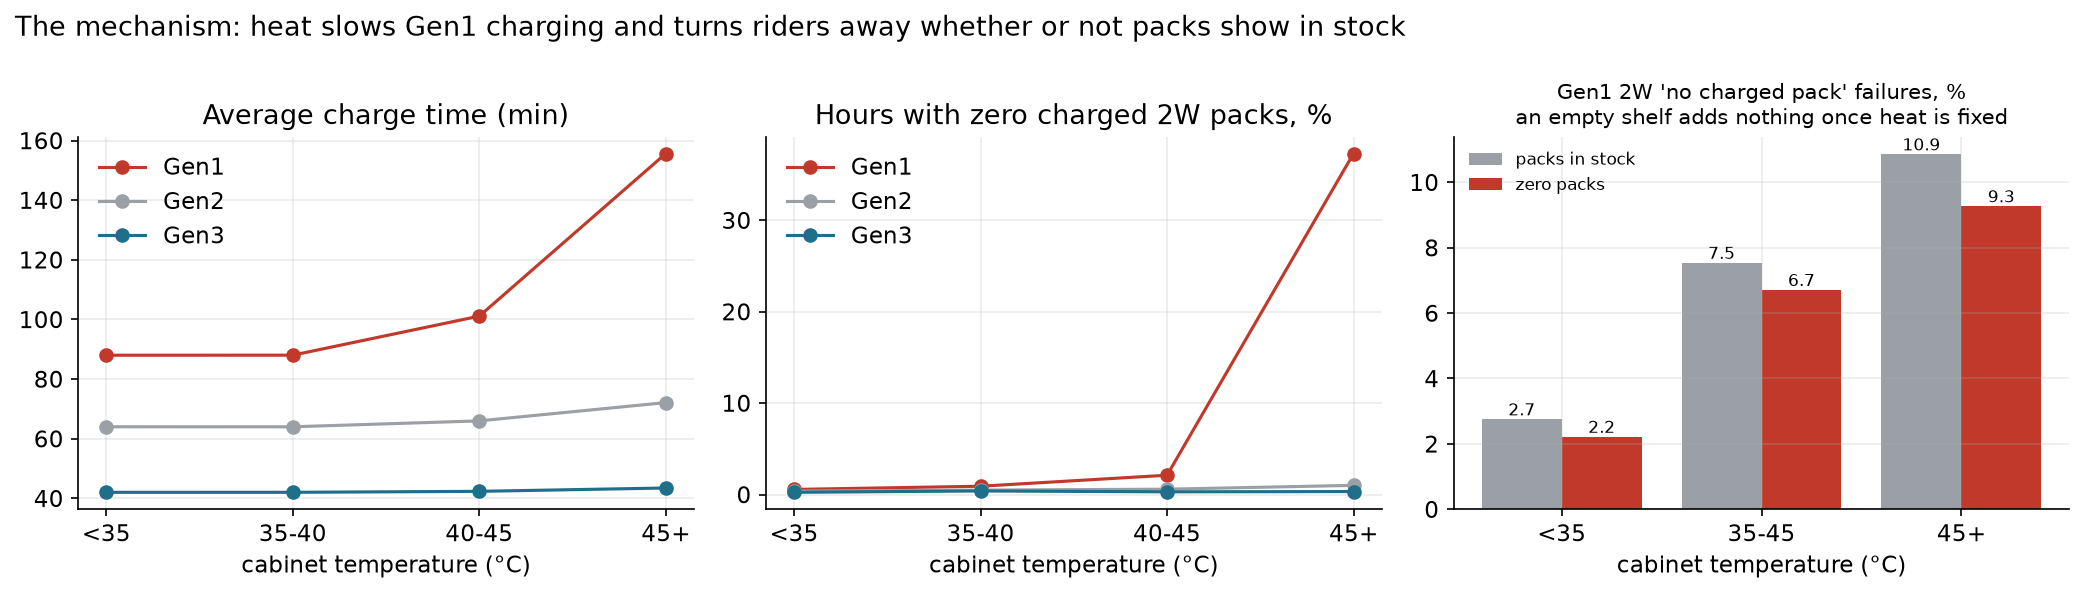 The mechanism: heat slows Gen1 charging and turns riders away whether or not packs show in stock
Average charge time (min)
160
140
120
100
80
60
40
Gen1
Gen2
Gen3
<35
35-40
40-45
45+
cabinet temperature (°C)
Hours with zero charged 2W packs, %
30
20
10
0
Gen1
Gen2
Gen3
<35
35-40
40-45
45+
cabinet temperature (°C)
Gen1 2W 'no charged pack' failures, %
an empty shelf adds nothing once heat is fixed
10
8
6
4
2
0
packs in stock
zero packs
2.7
2.2
7.5
6.7
10.9
9.3
<35
35-45
45+
cabinet temperature (°C)